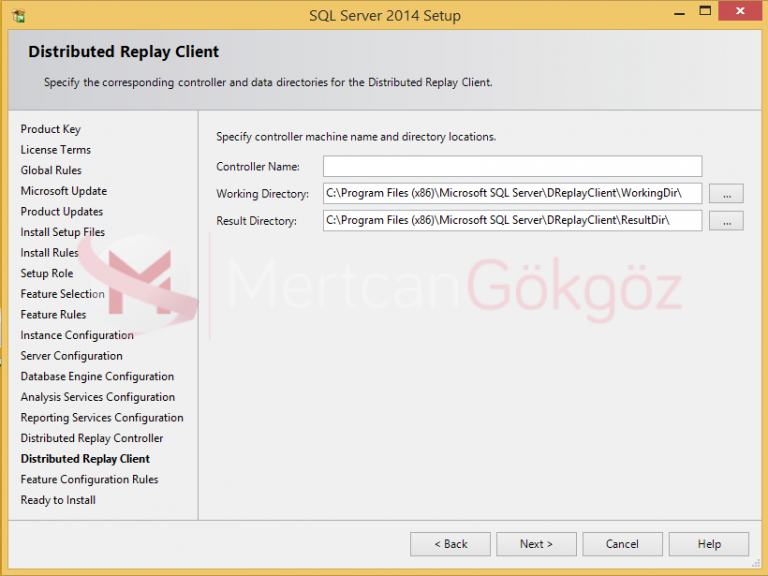 SQL Server 2014 Setup
Distributed Replay Client
Specify the corresponding controller and data directories for the Distributed Replay Client.
Product Key
License Terms
Global Rules
Microsoft Update
Product Updates
Install Setup Files
Install Rules
Setup Role
Feature Selection
Feature Rules
Instance Configuration
Server Configuration
Database Engine Configuration
Analysis Services Configuration
Reporting Services Configuration
Distributed Replay Controller
Distributed Replay Client
Feature Configuration Rules
Ready to Install
Specify controller machine name and directory locations.
Controller Name:
Working Directory: C:\Program Files (x86)\Microsoft SQL Server\DReplayClient\WorkingDir\ ...
Result Directory: C:\Program Files (x86)\Microsoft SQL Server\DReplayClient\ResultDir\ ...
MertcanGökgöz
< Back Next > Cancel Help